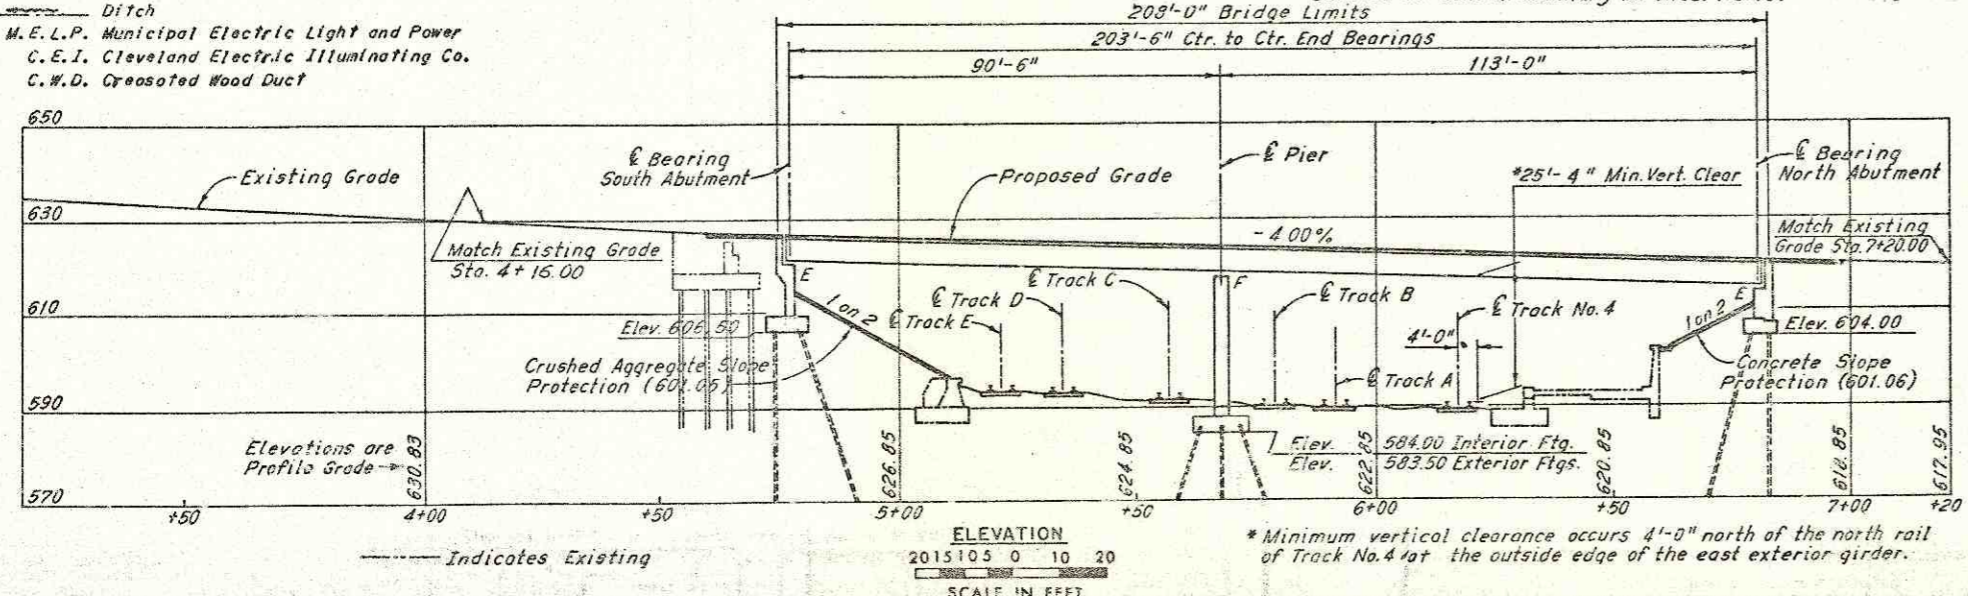 Ditch
M.E.L.P. Municipal Electric Light and Power
C.E.I. Cleveland Electric Illuminating Co.
C.W.D. Creosoted Wood Duct
208'-0" Bridge Limits
203'-6" Ctr. to Ctr. End Bearings
90'-6"
113'-0"
650
630
610
590
570
Existing Grade
℄ Bearing
South Abutment
Proposed Grade
℄ Pier
*25'-4" Min. Vert. Clear
℄ Bearing
North Abutment
Match Existing Grade
Sta. 4+16.00
-4.00%
Match Existing
Grade Sta. 7+20.00
E
1 on 2
℄ Track E
℄ Track D
℄ Track C
F
℄ Track B
℄ Track A
℄ Track No. 4
4'-0"
1 on 2
E
Elev. 606.50
Elev. 604.00
Crushed Aggregate Slope
Protection (601.05)
Concrete Slope
Protection (601.06)
Elev. 584.00 Interior Ftg.
Elev. 583.50 Exterior Ftgs.
Elevations are
Profile Grade
630.83
626.85
624.85
622.85
620.85
618.85
617.95
+50
4+00
+50
5+00
+50
6+00
+50
7+00
+20
Indicates Existing
ELEVATION
20 15 10 5 0 10 20
SCALE IN FEET
* Minimum vertical clearance occurs 4'-0" north of the north rail
of Track No. 4 at the outside edge of the east exterior girder.